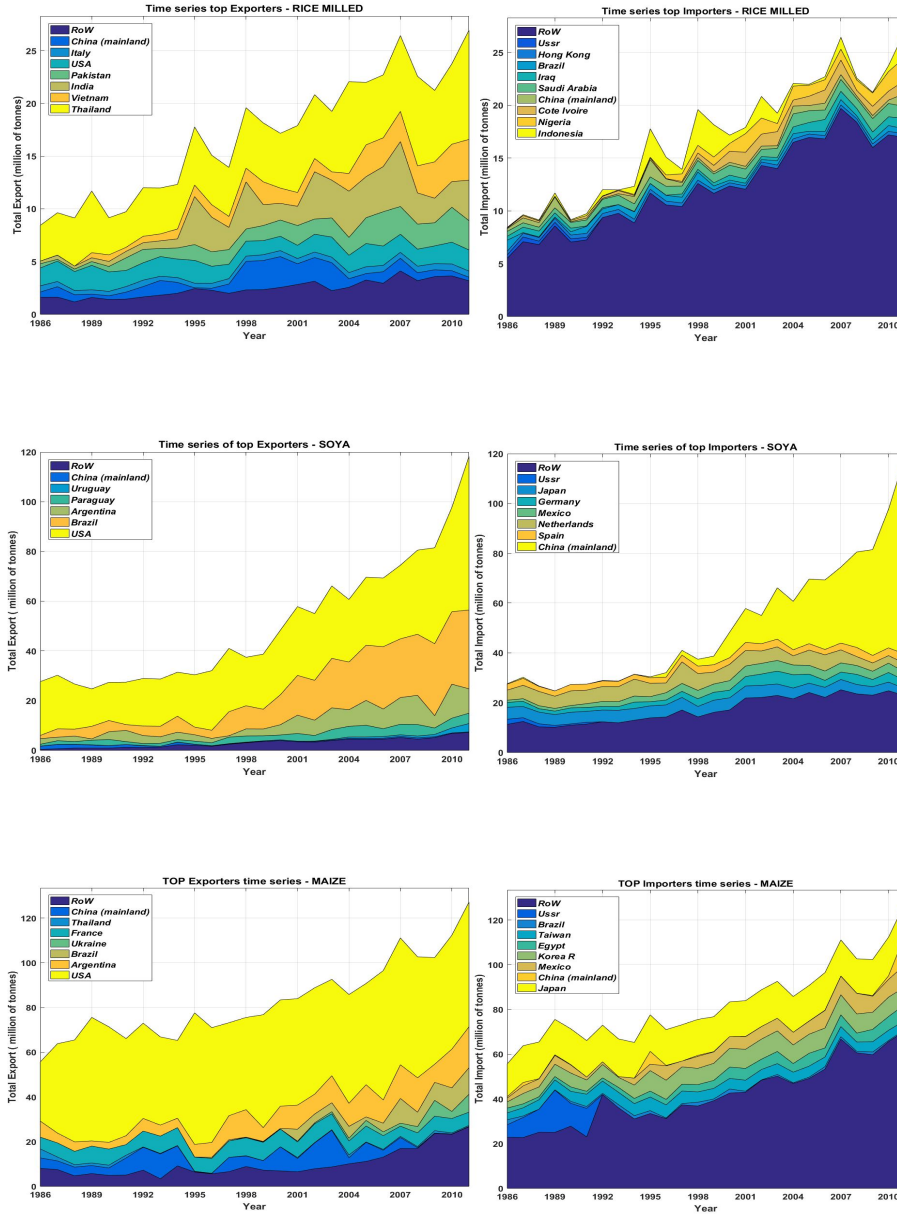 Time series top Exporters - RICE MILLED
Total Export (million of tonnes)
25
20
15
10
5
0
RoW
China (mainland)
Italy
USA
Pakistan
India
Vietnam
Thailand
1986 1989 1992 1995 1998 2001 2004 2007 2010
Year
Time series top Importers - RICE MILLED
Total Import (million of tonnes)
25
20
15
10
5
0
RoW
Ussr
Hong Kong
Brazil
Iraq
Saudi Arabia
China (mainland)
Cote Ivoire
Nigeria
Indonesia
1986 1989 1992 1995 1998 2001 2004 2007 2010
Year
Time series of top Exporters - SOYA
Total Export ( million of tonnes)
120
100
80
60
40
20
0
RoW
China (mainland)
Uruguay
Paraguay
Argentina
Brazil
USA
1986 1989 1992 1995 1998 2001 2004 2007 2010
Year
Time series of top Importers - SOYA
Total Import (million of tonnes)
120
100
80
60
40
20
0
RoW
Ussr
Japan
Germany
Mexico
Netherlands
Spain
China (mainland)
1986 1989 1992 1995 1998 2001 2004 2007 2010
Year
TOP Exporters time series - MAIZE
Total Export (million of tonnes)
120
100
80
60
40
20
0
RoW
China (mainland)
Thailand
France
Ukraine
Brazil
Argentina
USA
1986 1989 1992 1995 1998 2001 2004 2007 2010
Year
TOP Importers time series - MAIZE
Total Import (million of tonnes)
120
100
80
60
40
20
0
RoW
Ussr
Brazil
Taiwan
Egypt
Korea R
Mexico
China (mainland)
Japan
1986 1989 1992 1995 1998 2001 2004 2007 2010
Year